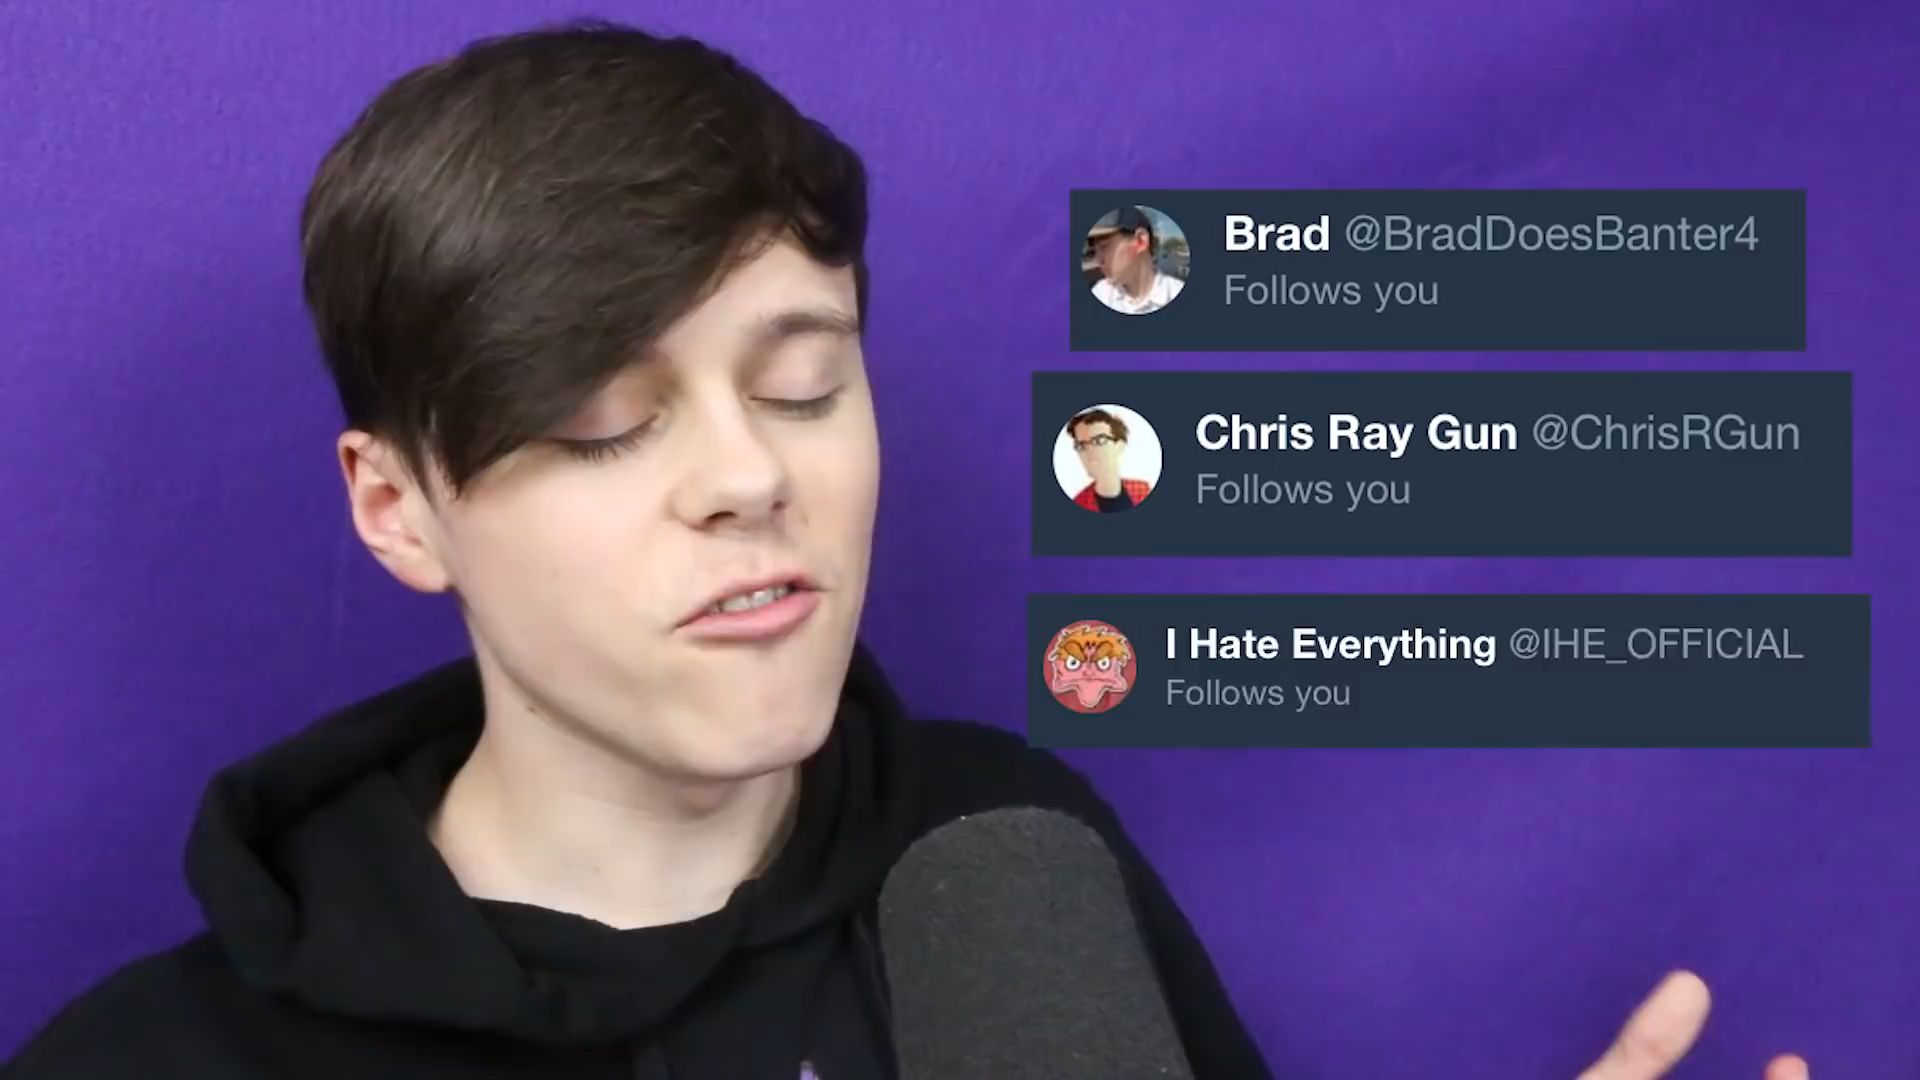 Brad @BradDoesBanter4
Follows you
Chris Ray Gun @ChrisRGun
Follows you
I Hate Everything @IHE_OFFICIAL
Follows you